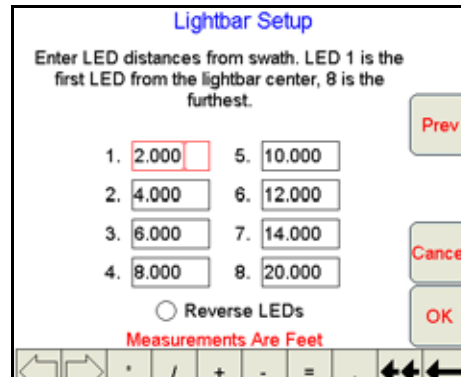 Lightbar Setup
Enter LED distances from swath. LED 1 is the
first LED from the lightbar center, 8 is the
furthest.
Prev
1. 2.000 5. 10.000
2. 4.000 6. 12.000
3. 6.000 7. 14.000
4. 8.000 8. 20.000
Cance
Reverse LEDs
OK
Measurements Are Feet
* / + - = .